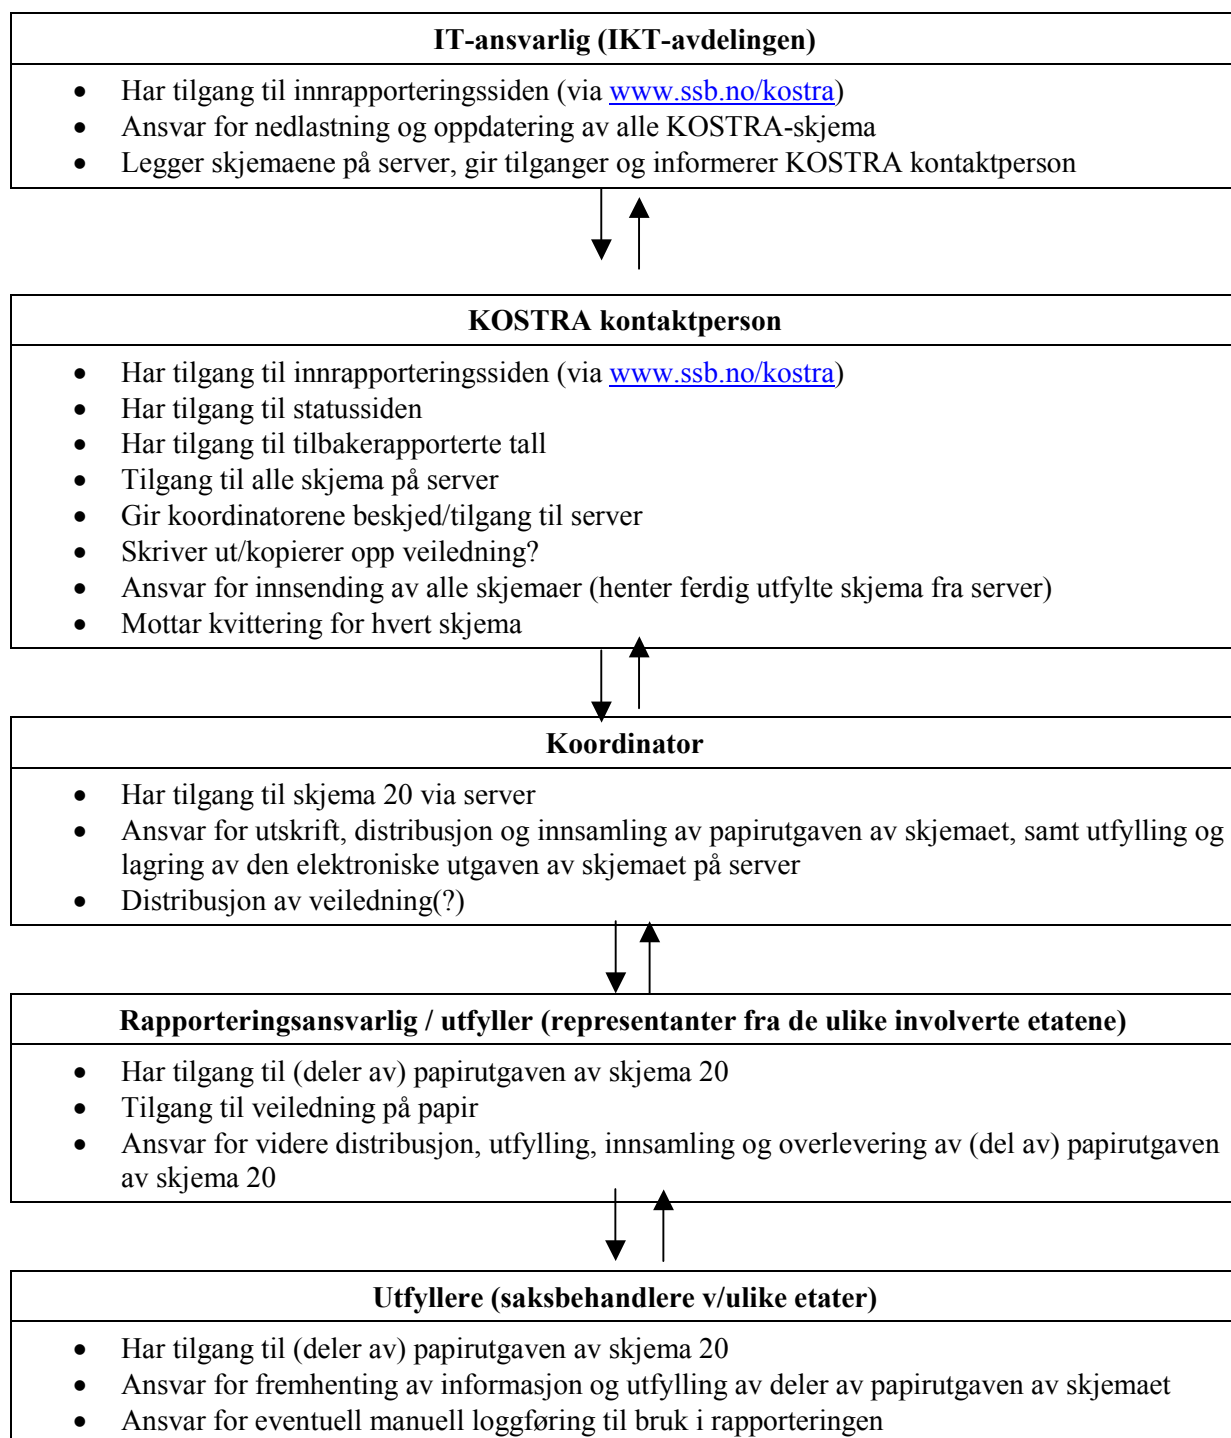 IT-ansvarlig (IKT-avdelingen)
• Har tilgang til innrapporteringssiden (via www.ssb.no/kostra)
• Ansvar for nedlastning og oppdatering av alle KOSTRA-skjema
• Legger skjemaene på server, gir tilganger og informerer KOSTRA kontaktperson
KOSTRA kontaktperson
• Har tilgang til innrapporteringssiden (via www.ssb.no/kostra)
• Har tilgang til statussiden
• Har tilgang til tilbakerapporterte tall
• Tilgang til alle skjema på server
• Gir koordinatorene beskjed/tilgang til server
• Skriver ut/kopierer opp veiledning?
• Ansvar for innsending av alle skjemaer (henter ferdig utfylte skjema fra server)
• Mottar kvittering for hvert skjema
Koordinator
• Har tilgang til skjema 20 via server
• Ansvar for utskrift, distribusjon og innsamling av papirutgaven av skjemaet, samt utfylling og
lagring av den elektroniske utgaven av skjemaet på server
• Distribusjon av veiledning(?)
Rapporteringsansvarlig / utfyller (representanter fra de ulike involverte etatene)
• Har tilgang til (deler av) papirutgaven av skjema 20
• Tilgang til veiledning på papir
• Ansvar for videre distribusjon, utfylling, innsamling og overlevering av (del av) papirutgaven
av skjema 20
Utfyllere (saksbehandlere v/ulike etater)
• Har tilgang til (deler av) papirutgaven av skjema 20
• Ansvar for fremhenting av informasjon og utfylling av deler av papirutgaven av skjemaet
• Ansvar for eventuell manuell loggføring til bruk i rapporteringen